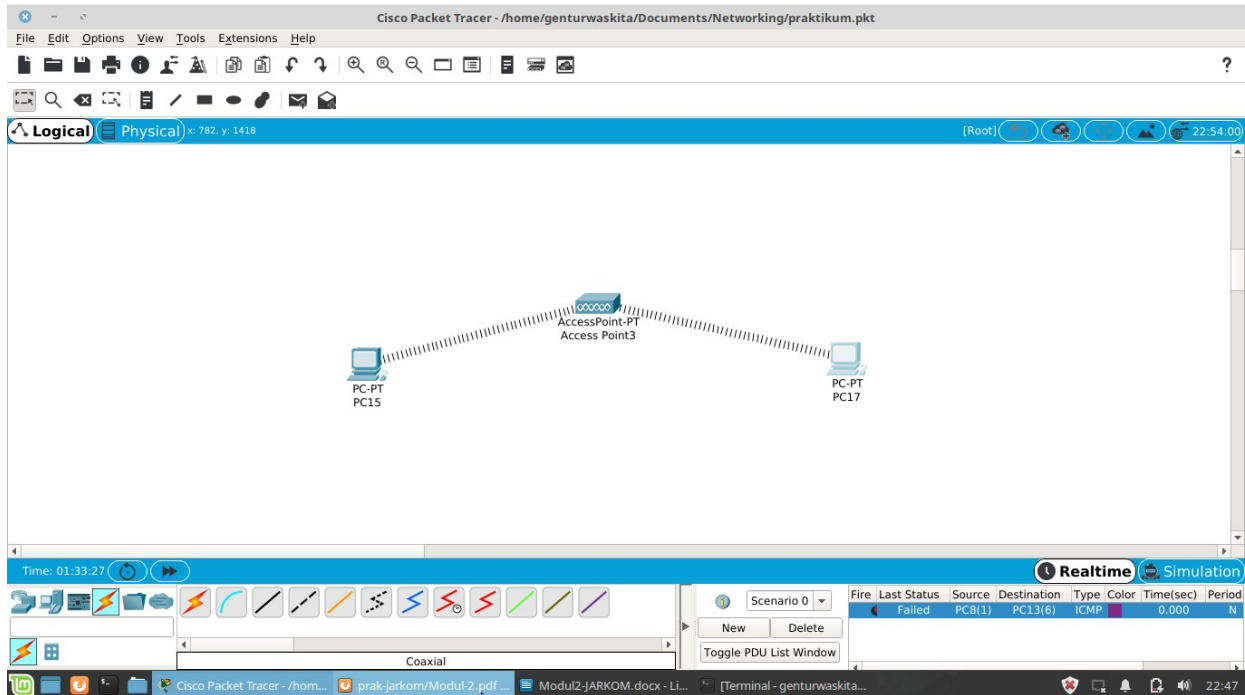 Cisco Packet Tracer - /home/genturwaskita/Documents/Networking/praktikum.pkt
File Edit Options View Tools Extensions Help
?
Logical Physical x: 782, y: 1418 [Root] 22:54:00
AccessPoint-PT
Access Point3
PC-PT
PC15
PC-PT
PC17
Time: 01:33:27 Realtime Simulation
Scenario 0
New Delete
Toggle PDU List Window
Fire Last Status Source Destination Type Color Time(sec) Period
Failed PC8(1) PC13(6) ICMP 0.000 N
Coaxial
Cisco Packet Tracer - /hom... prak-jarkom/Modul-2.pdf ... Modul2-JARKOM.docx - Li... [Terminal - genturwaskita... 22:47